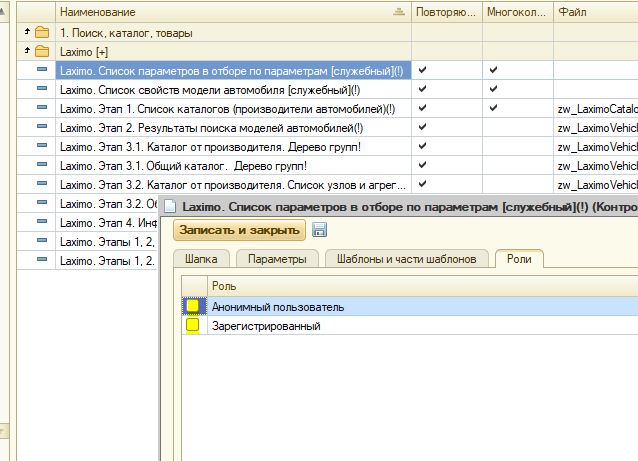 Наименование Повторяю... Многокол... Файл
1. Поиск, каталог, товары
Laximo [+]
Laximo. Список параметров в отборе по параметрам [служебный](!)
Laximo. Список свойств модели автомобиля [служебный](!)
Laximo. Этап 1. Список каталогов (производители автомобилей)(!) zw_LaximoCatalo
Laximo. Этап 2. Результаты поиска моделей автомобилей(!) zw_LaximoVehicl
Laximo. Этап 3.1. Каталог от производителя. Дерево групп! zw_LaximoVehicl
Laximo. Этап 3.1. Общий каталог. Дерево групп! zw_LaximoVehicl
Laximo. Этап 3.2. Каталог от производителя. Список узлов и агрег... zw_LaximoVehicl
Laximo. Этап 3.2. Об
Laximo. Этап 4. Инф
Laximo. Этапы 1, 2,
Laximo. Этапы 1, 2.
Laximo. Список параметров в отборе по параметрам [служебный](!) (Контро
Записать и закрыть
Шапка Параметры Шаблоны и части шаблонов Роли
Роль
Анонимный пользователь
Зарегистрированный